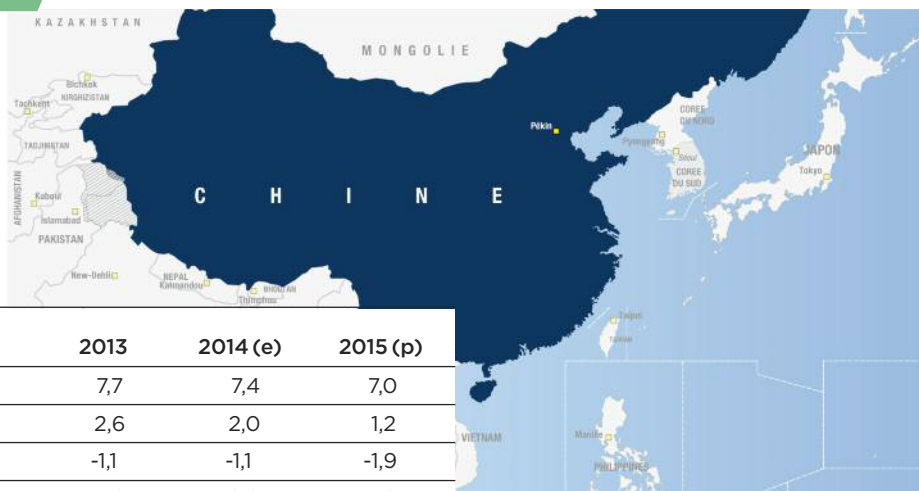 KAZAKHSTAN
MONGOLIE
Bichkek
KIRGHIZISTAN
Tachkent
COREE
DU NORD
Pékin
Pyongyang
TADJIKISTAN
JAPON
Séoul
Tokyo
COREE
DU SUD
AFGHANISTAN
Kaboul
CHINE
Islamabad
PAKISTAN
New-Dehli
NEPAL
Katmandou
BHOUTAN
Thimphou
Taipei
2013 2014 (e) 2015 (p)
7,7 7,4 7,0
2,6 2,0 1,2
-1,1 -1,1 -1,9
VIETNAM
Manille
PHILIPPINES